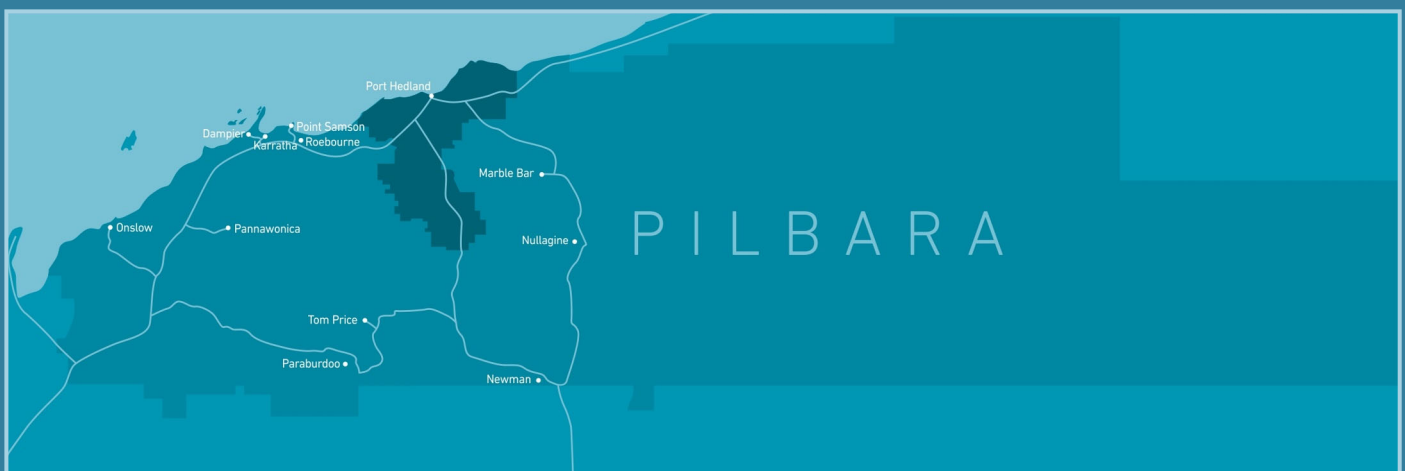 Port Hedland
Point Samson
Dampier
Karratha
Roebourne
Marble Bar
Onslow
Pannawonica
Nullagine
PILBARA
Tom Price
Paraburdoo
Newman